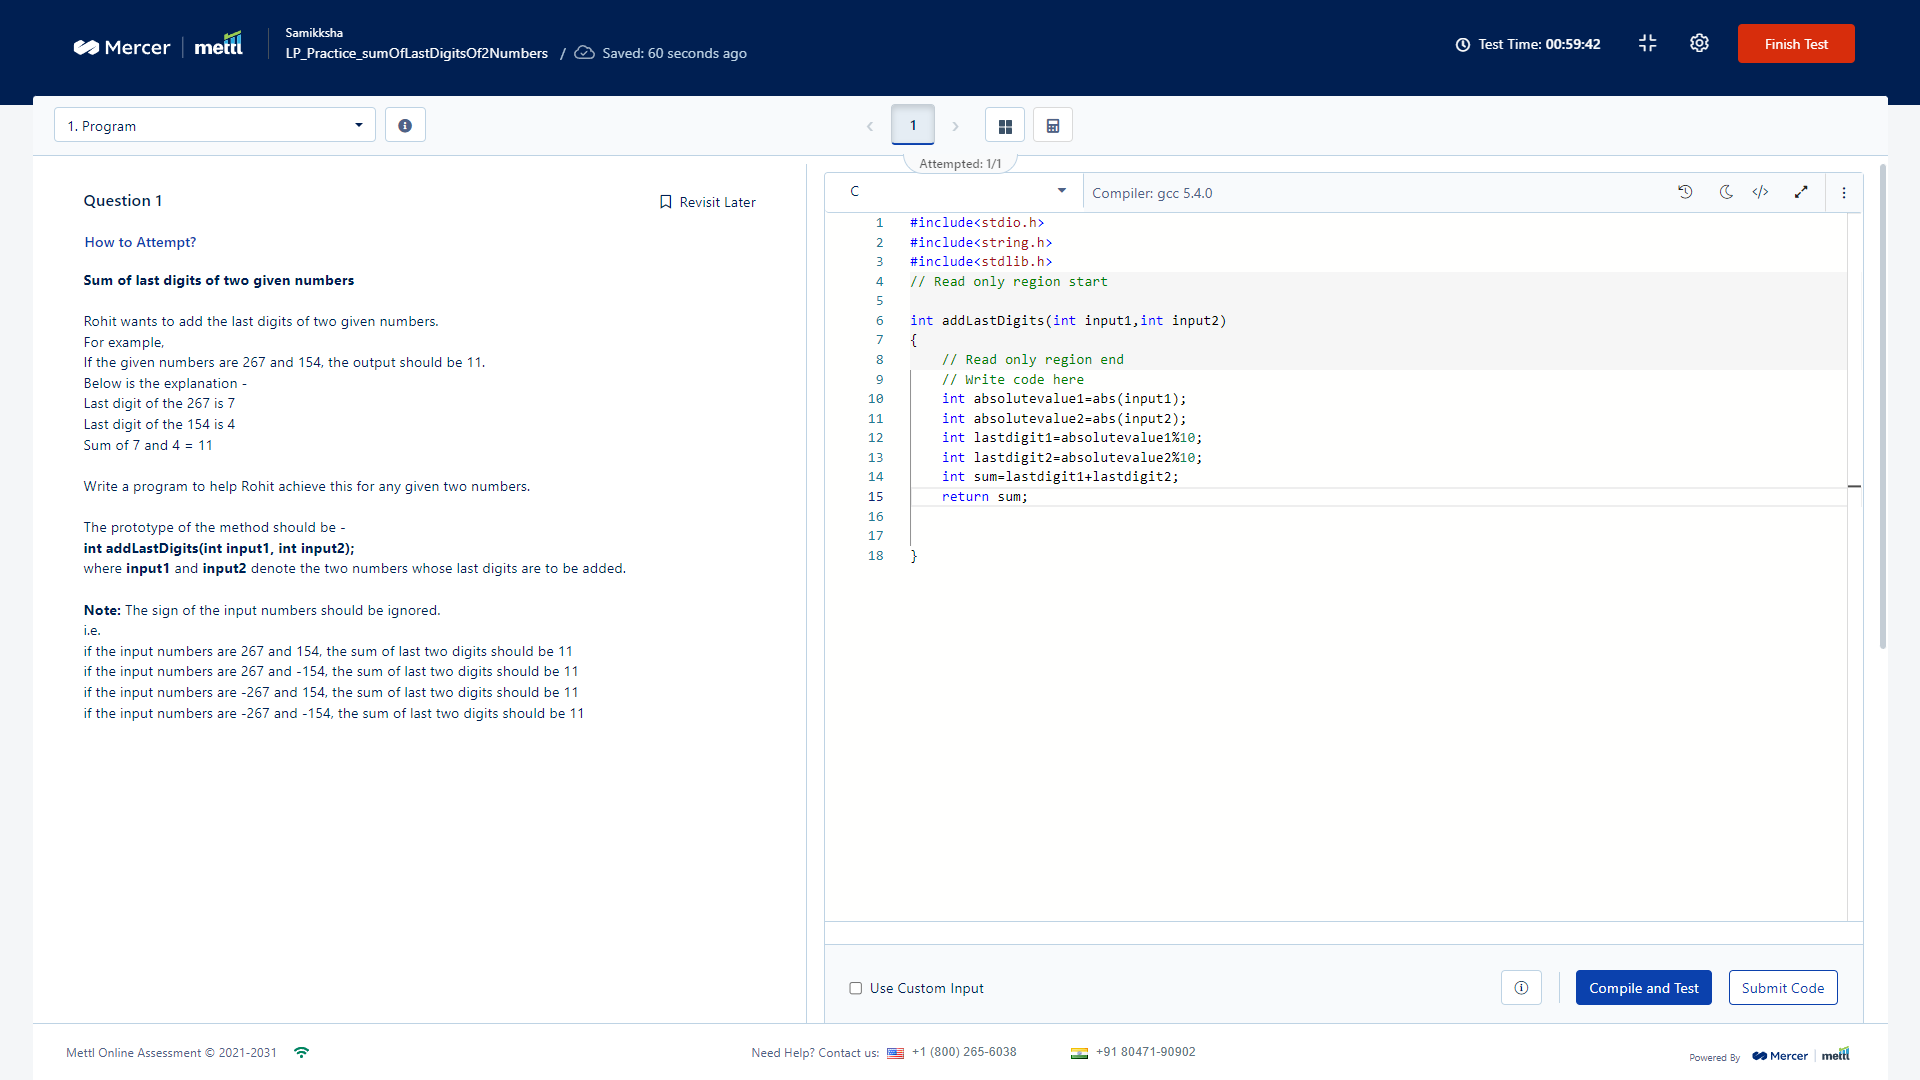 Mercer | mettl
Samikksha
LP_Practice_sumOfLastDigitsOf2Numbers / Saved: 60 seconds ago
Test Time: 00:59:42
Finish Test
1. Program
1
Attempted: 1/1
Question 1
Revisit Later
How to Attempt?
Sum of last digits of two given numbers
Rohit wants to add the last digits of two given numbers.
For example,
If the given numbers are 267 and 154, the output should be 11.
Below is the explanation -
Last digit of the 267 is 7
Last digit of the 154 is 4
Sum of 7 and 4 = 11
Write a program to help Rohit achieve this for any given two numbers.
The prototype of the method should be -
int addLastDigits(int input1, int input2);
where input1 and input2 denote the two numbers whose last digits are to be added.
Note: The sign of the input numbers should be ignored.
i.e.
if the input numbers are 267 and 154, the sum of last two digits should be 11
if the input numbers are 267 and -154, the sum of last two digits should be 11
if the input numbers are -267 and 154, the sum of last two digits should be 11
if the input numbers are -267 and -154, the sum of last two digits should be 11
C
Compiler: gcc 5.4.0
1 #include<stdio.h>
2 #include<string.h>
3 #include<stdlib.h>
4 // Read only region start
5
6 int addLastDigits(int input1,int input2)
7 {
8     // Read only region end
9     // Write code here
10     int absolutevalue1=abs(input1);
11     int absolutevalue2=abs(input2);
12     int lastdigit1=absolutevalue1%10;
13     int lastdigit2=absolutevalue2%10;
14     int sum=lastdigit1+lastdigit2;
15     return sum;
16
17
18 }
Use Custom Input
Compile and Test
Submit Code
Mettl Online Assessment © 2021-2031
Need Help? Contact us: +1 (800) 265-6038
+91 80471-90902
Powered By Mercer | mettl